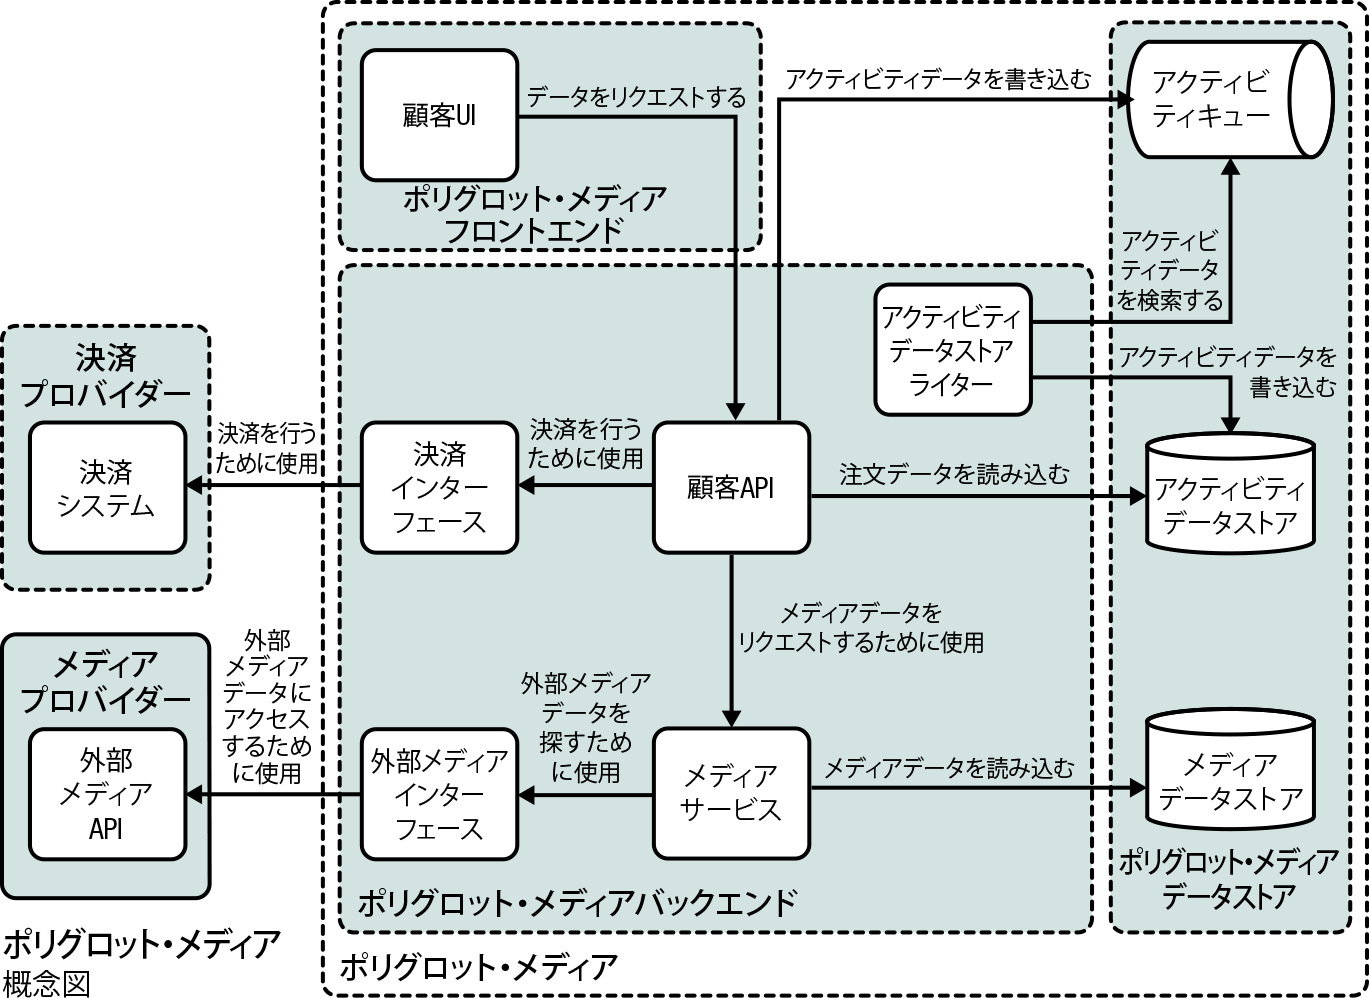 顧客UI
データをリクエストする
ポリグロット・メディア
フロントエンド
アクティビティデータを書き込む
アクティビ
ティキュー
アクティビ
ティデータ
を検索する
アクティビティ
データストア
ライター
アクティビティデータを
書き込む
決済
プロバイダー
決済
システム
決済を行う
ために使用
決済
インター
フェース
決済を行う
ために使用
顧客API
注文データを読み込む
アクティビティ
データストア
メディアデータを
リクエストするために使用
メディア
プロバイダー
外部
メディア
API
外部
メディア
データに
アクセス
するため
に使用
外部メディア
インター
フェース
外部メディア
データを
探すため
に使用
メディア
サービス
メディアデータを読み込む
メディア
データストア
ポリグロット・メディア
データストア
ポリグロット・メディアバックエンド
ポリグロット・メディア
ポリグロット・メディア
概念図